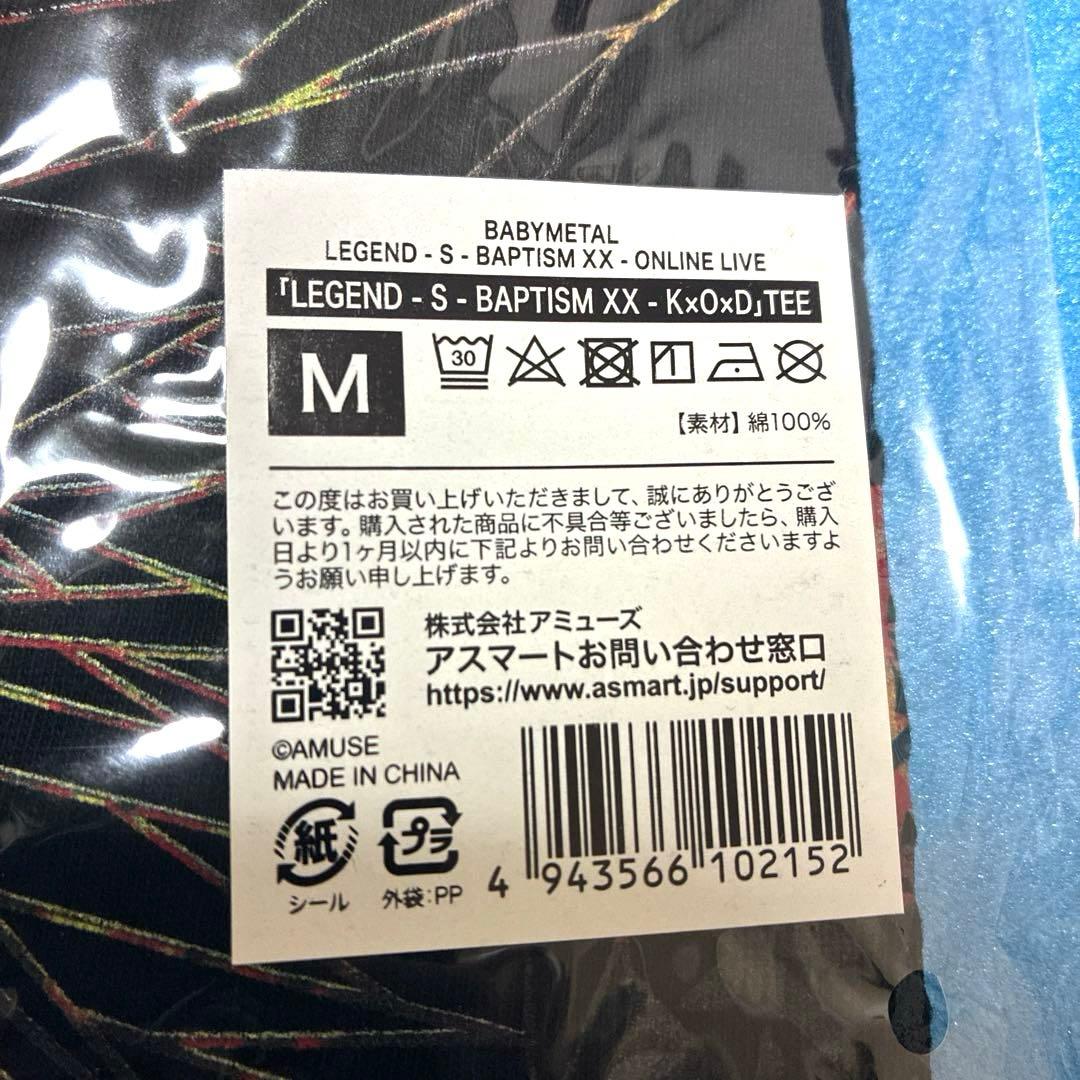 BABYMETAL
LEGEND - S - BAPTISM XX - ONLINE LIVE
「LEGEND - S - BAPTISM XX - K×O×D」TEE
M
30
【素材】綿100%
この度はお買い上げいただきまして、誠にありがとうござ
います。購入された商品に不具合等ございましたら、購入
日より1ヶ月以内に下記よりお問い合わせくださいますよ
うお願い申し上げます。
株式会社アミューズ
アスマートお問い合わせ窓口
https://www.asmart.jp/support/
©AMUSE
MADE IN CHINA
紙
プラ
シール
外袋:PP
4 943566 102152